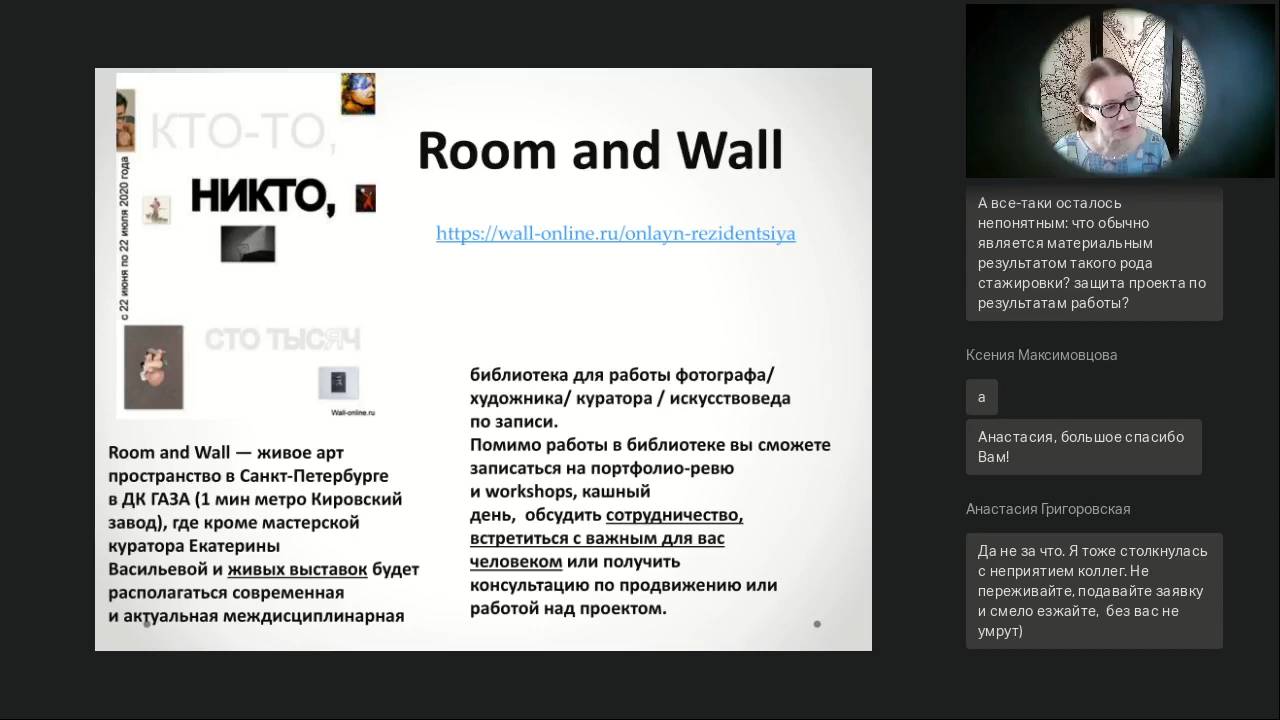 КТО-ТО,
НИКТО,
с 22 июня по 22 июля 2020 года
СТО ТЫСЯЧ
Wall-online.ru
Room and Wall
https://wall-online.ru/onlayn-rezidentsiya
Room and Wall — живое арт
пространство в Санкт-Петербурге
в ДК ГАЗА (1 мин метро Кировский
завод), где кроме мастерской
куратора Екатерины
Васильевой и живых выставок будет
располагаться современная
и актуальная междисциплинарная
библиотека для работы фотографа/
художника/ куратора / искусствоведа
по записи.
Помимо работы в библиотеке вы сможете
записаться на портфолио-ревю
и workshops, кашный
день, обсудить сотрудничество,
встретиться с важным для вас
человеком или получить
консультацию по продвижению или
работой над проектом.
А все-таки осталось
непонятным: что обычно
является материальным
результатом такого рода
стажировки? защита проекта по
результатам работы?
Ксения Максимовцова
а
Анастасия, большое спасибо
Вам!
Анастасия Григоровская
Да не за что. Я тоже столкнулась
с неприятием коллег. Не
переживайте, подавайте заявку
и смело езжайте, без вас не
умрут)